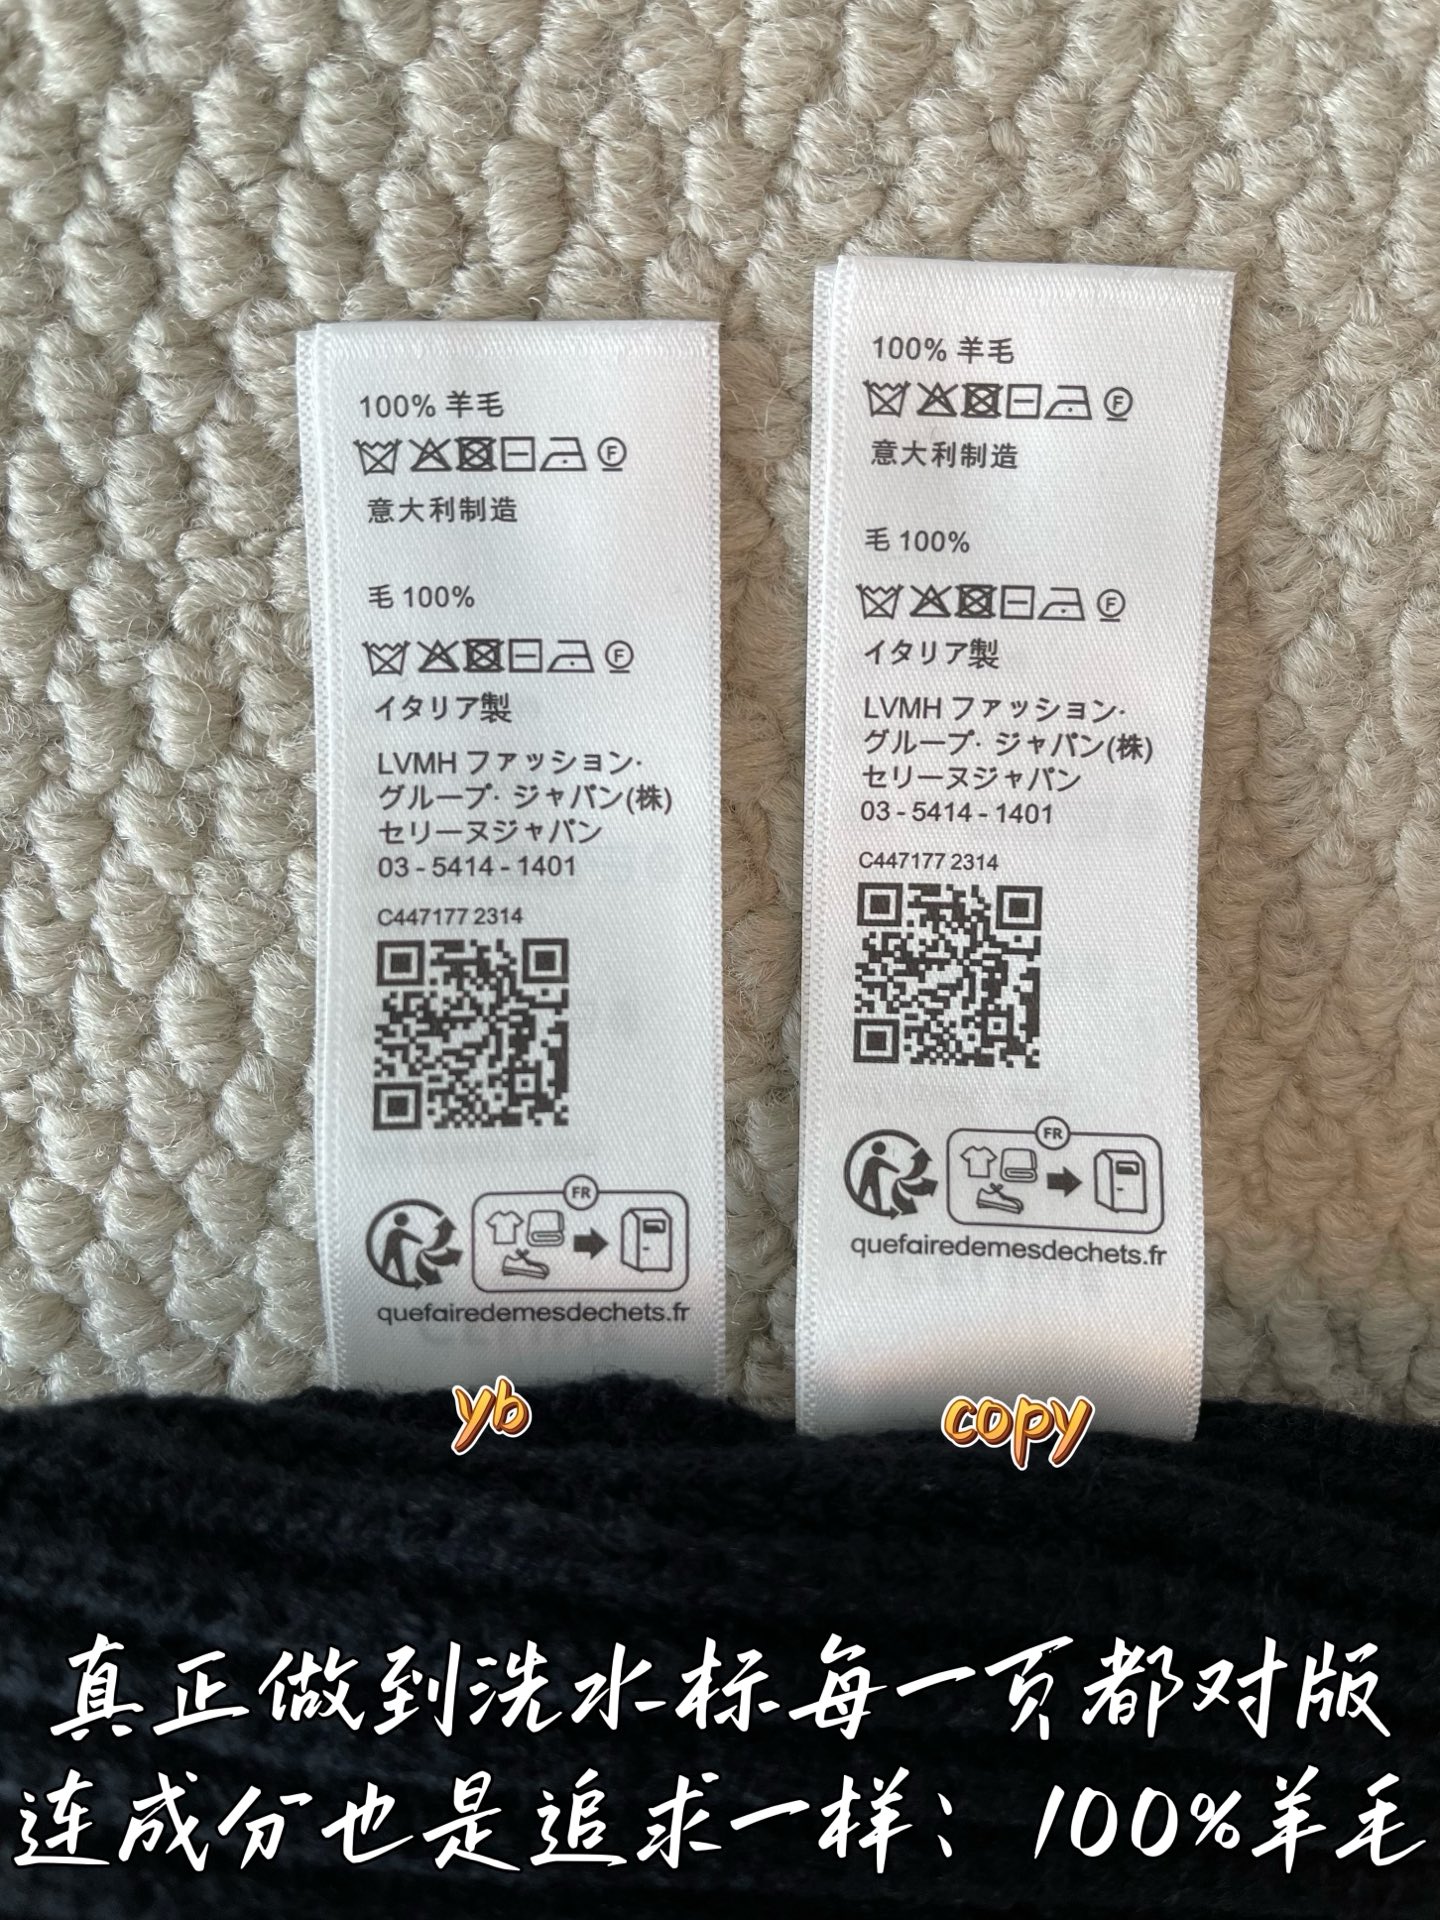 100% 羊毛
意大利制造
毛 100%
イタリア製
LVMH ファッション·
グループ· ジャパン(株)
セリーヌジャパン
03 - 5414 - 1401
C447177 2314
FR
quefairedemesdechets.fr
yb
100% 羊毛
意大利制造
毛 100%
イタリア製
LVMH ファッション·
グループ· ジャパン(株)
セリーヌジャパン
03 - 5414 - 1401
C447177 2314
FR
quefairedemesdechets.fr
copy
真正做到洗水标每一页都对版
连成分也是追求一样：100%羊毛